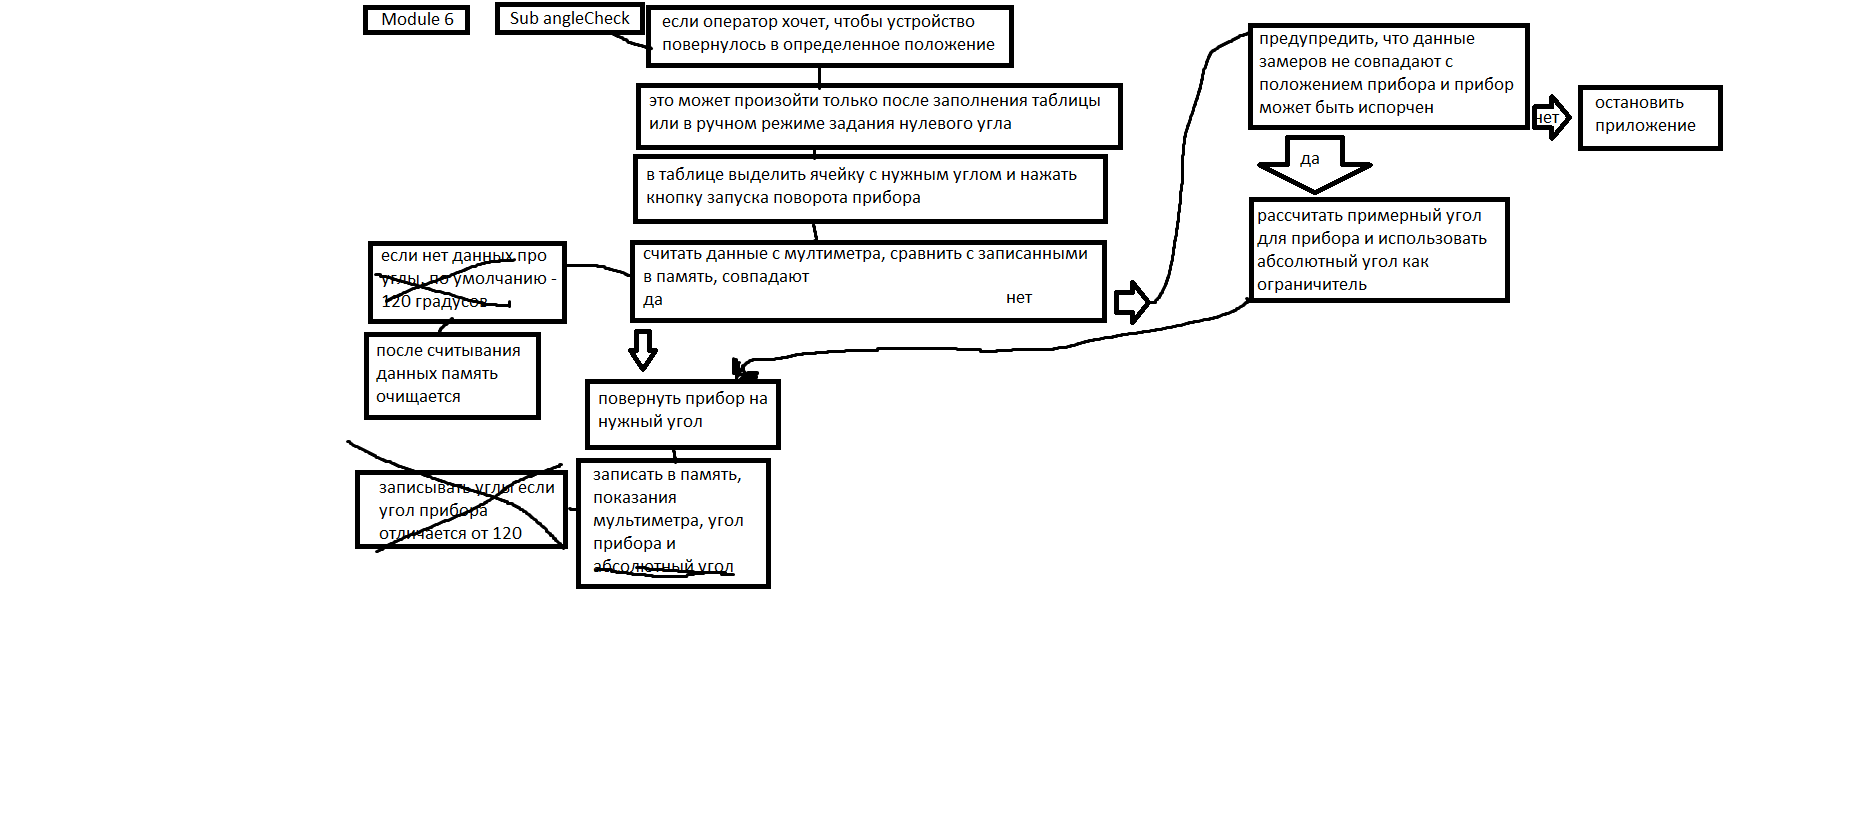 Module 6
Sub angleCheck
если оператор хочет, чтобы устройство
повернулось в определенное положение
это может произойти только после заполнения таблицы
или в ручном режиме задания нулевого угла
в таблице выделить ячейку с нужным углом и нажать
кнопку запуска поворота прибора
считать данные с мултиметра, сравнить с записанными
в память, совпадают
да
нет
если нет данных про
углы, по умолчанию -
120 градусов
после считывания
данных память
очищается
предупредить, что данные
замеров не совпадают с
положением прибора и прибор
может быть испорчен
нет
остановить
приложение
да
рассчитать примерный угол
для прибора и использовать
абсолютный угол как
ограничитель
повернуть прибор на
нужный угол
записать в память,
показания
мультиметра, угол
прибора и
абсолютный угол
записывать углы если
угол прибора
отличается от 120